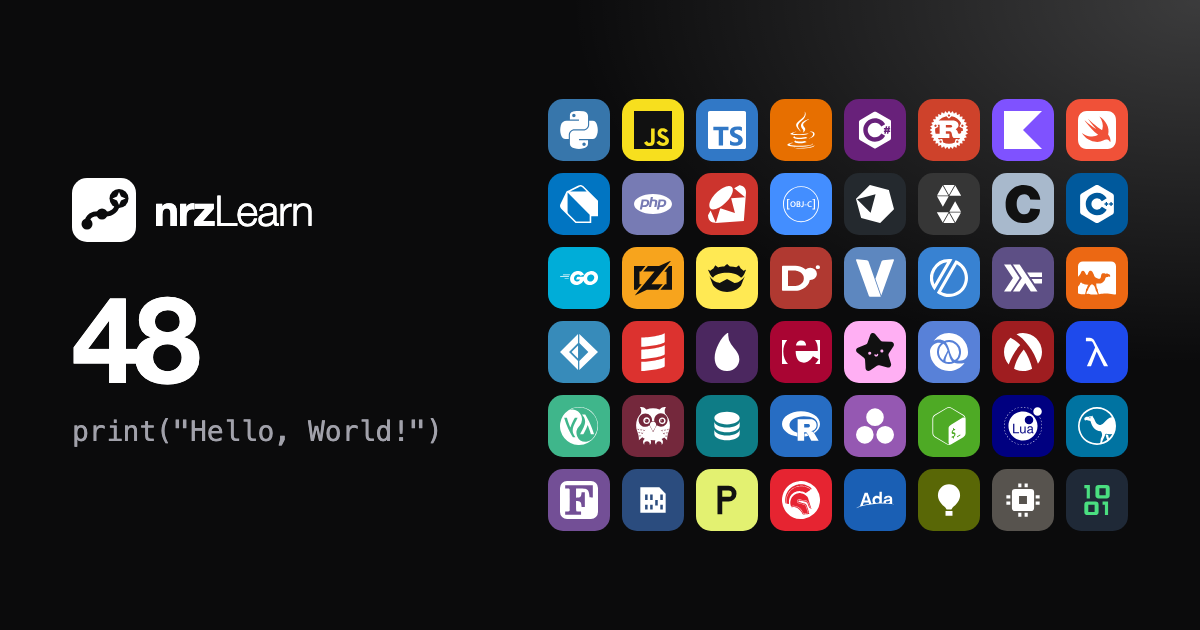 nrzLearn
48
print("Hello, World!")
JS
TS
C#
R
php
[OBJ-C]
C
C++
GO
Z
D
V
e
λ
R
$_
Lua
F
P
Ada
10
01